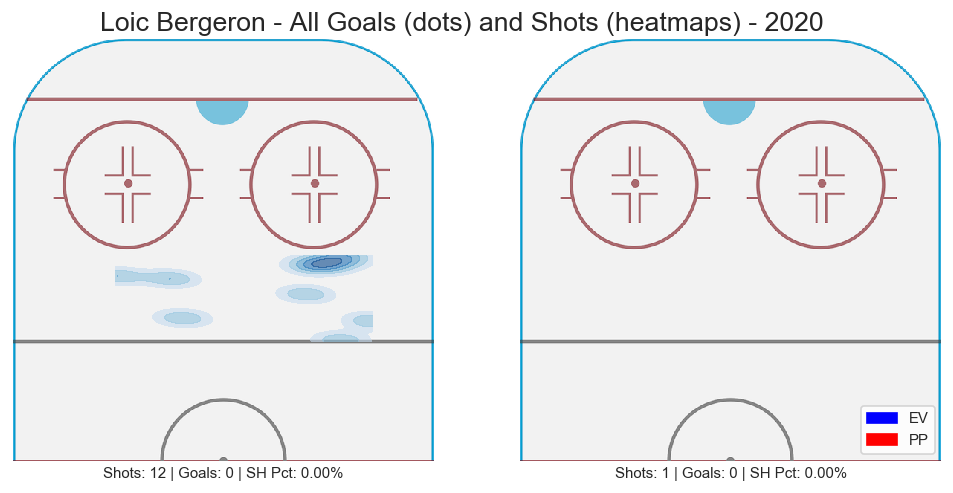 Loic Bergeron - All Goals (dots) and Shots (heatmaps) - 2020
EV
PP
Shots: 12 | Goals: 0 | SH Pct: 0.00%
Shots: 1 | Goals: 0 | SH Pct: 0.00%